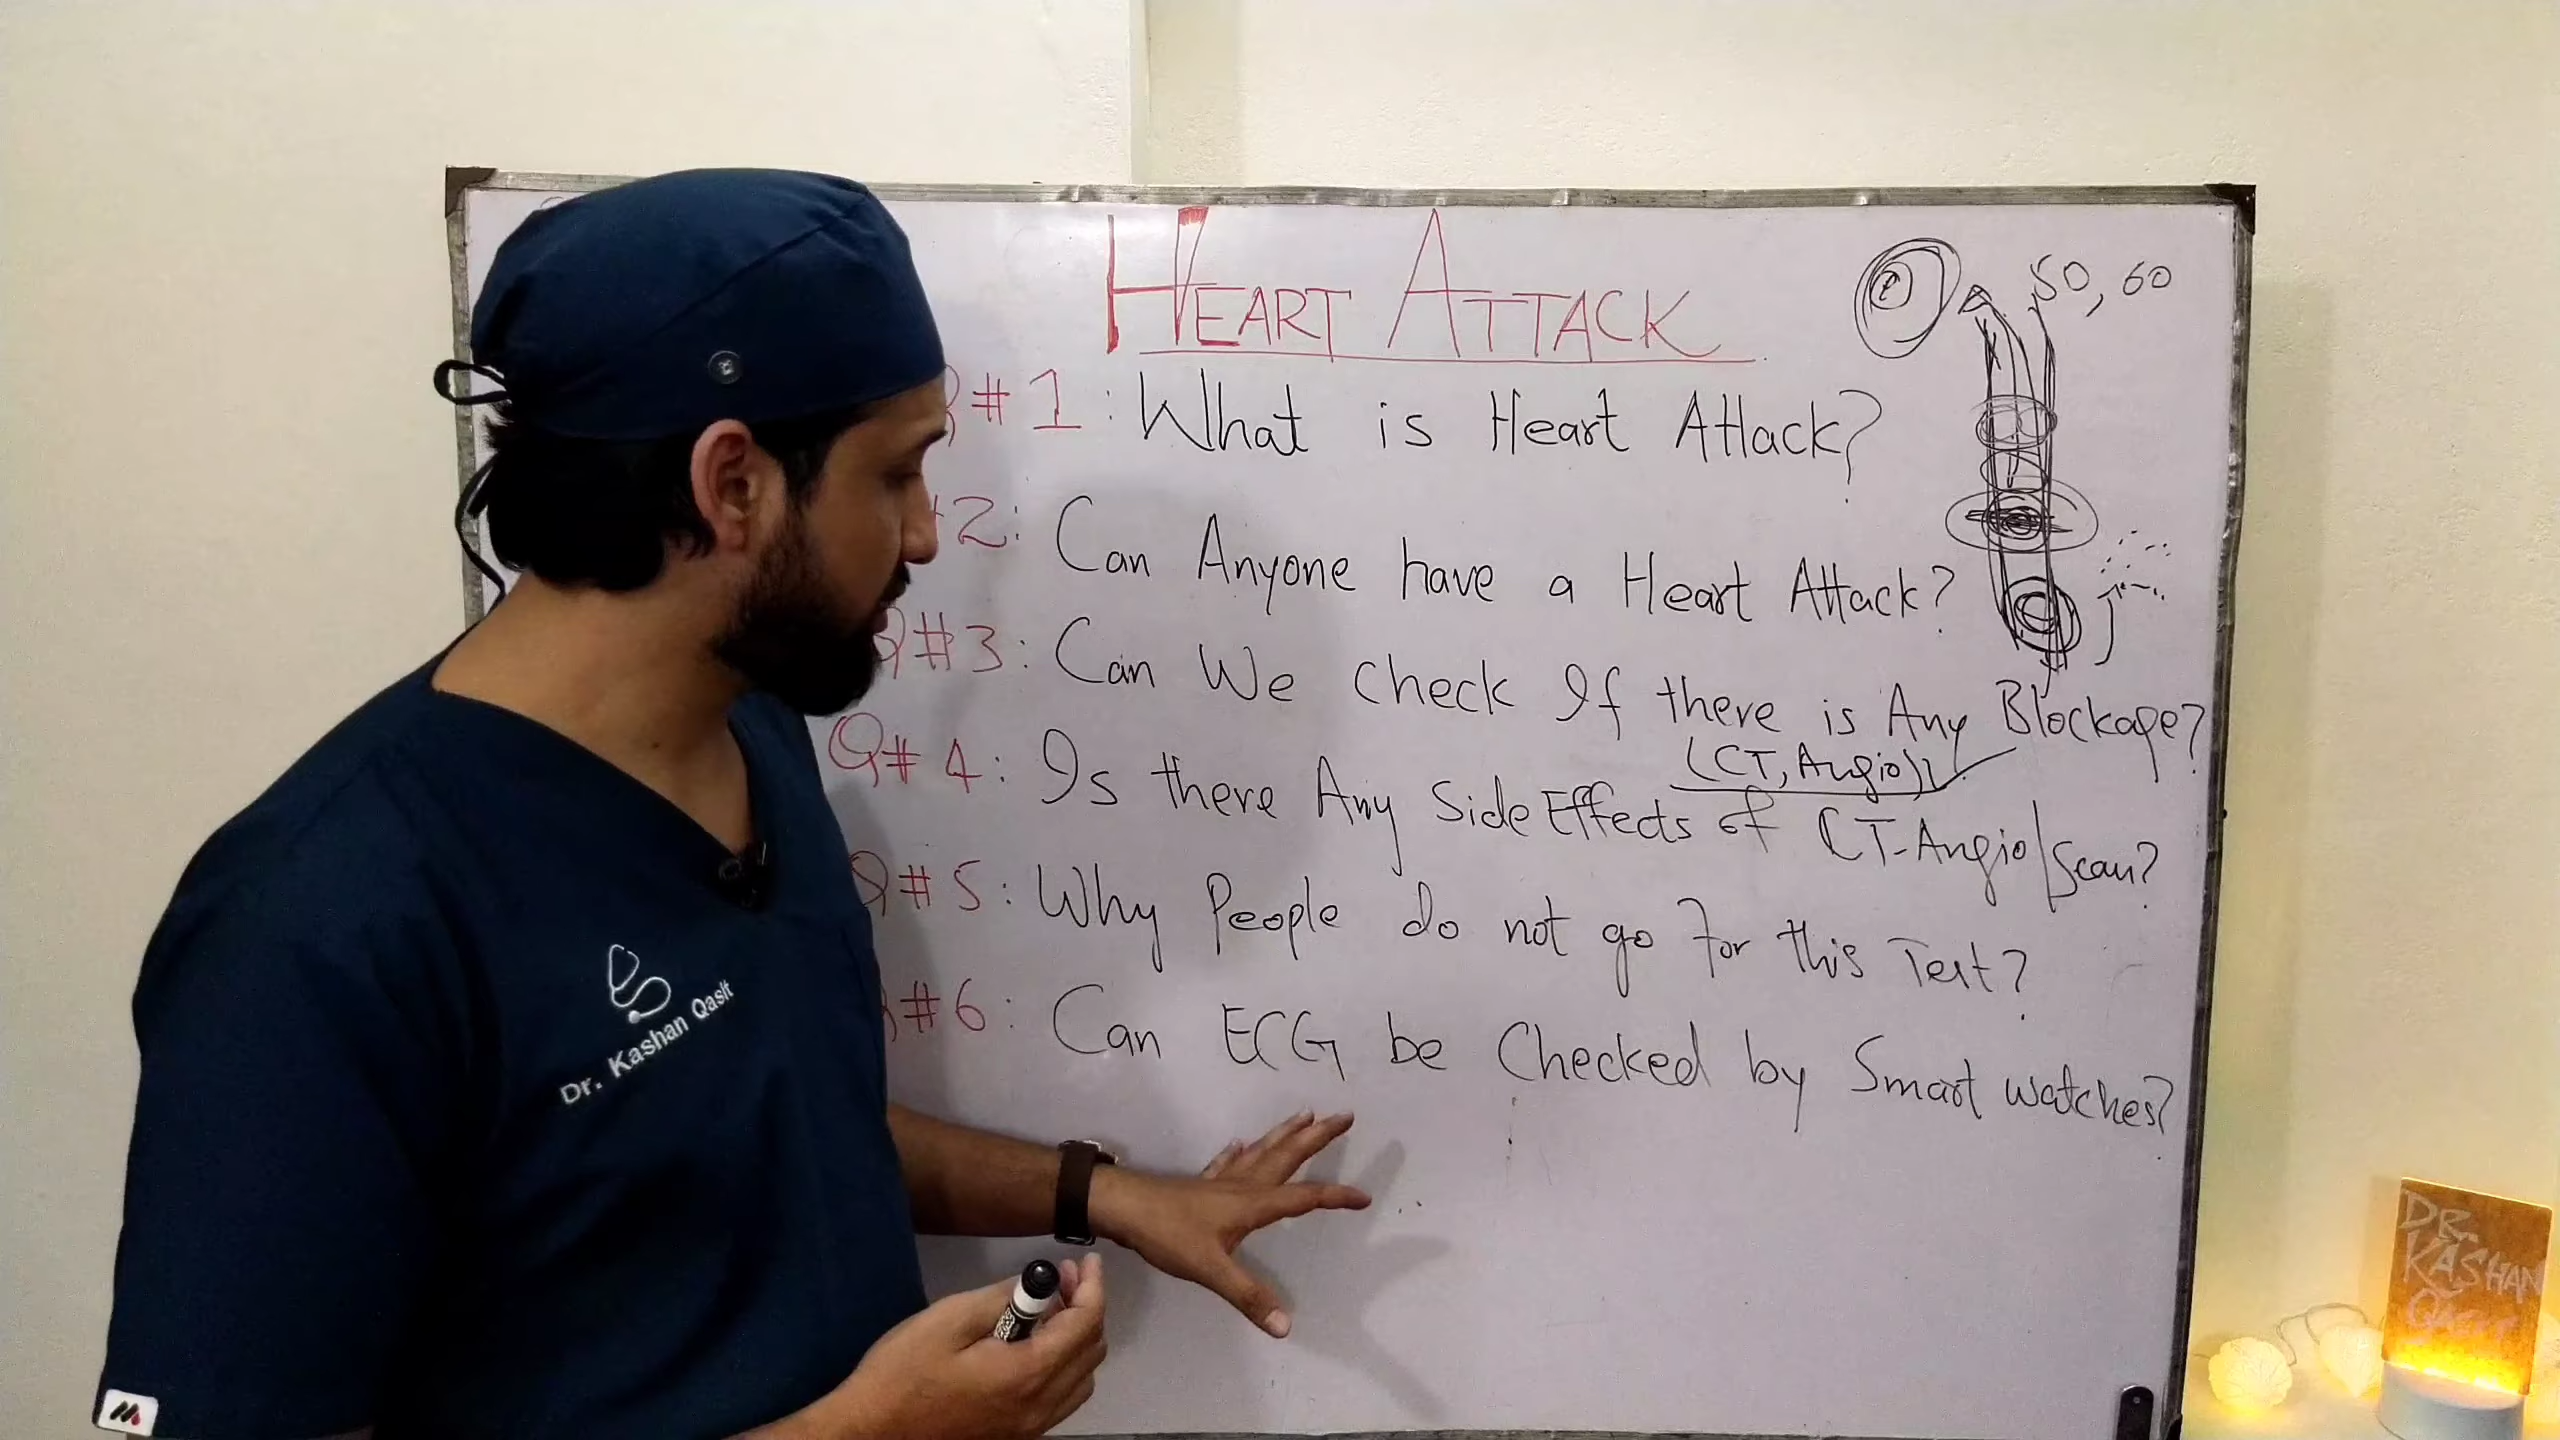 HEART ATTACK
50, 60
#1: What is Heart Attack?
2: Can Anyone have a Heart Attack?
Q#3: Can We Check If there is Any Blockage?
(CT, Angio)
Q#4: Is there Any Side Effects of CT-Angio/Scan?
Q#5: Why People do not go For this Test?
#6: Can ECG be Checked by Smart Watches?
Dr. Kashan Qasit
DR.
KASHAN